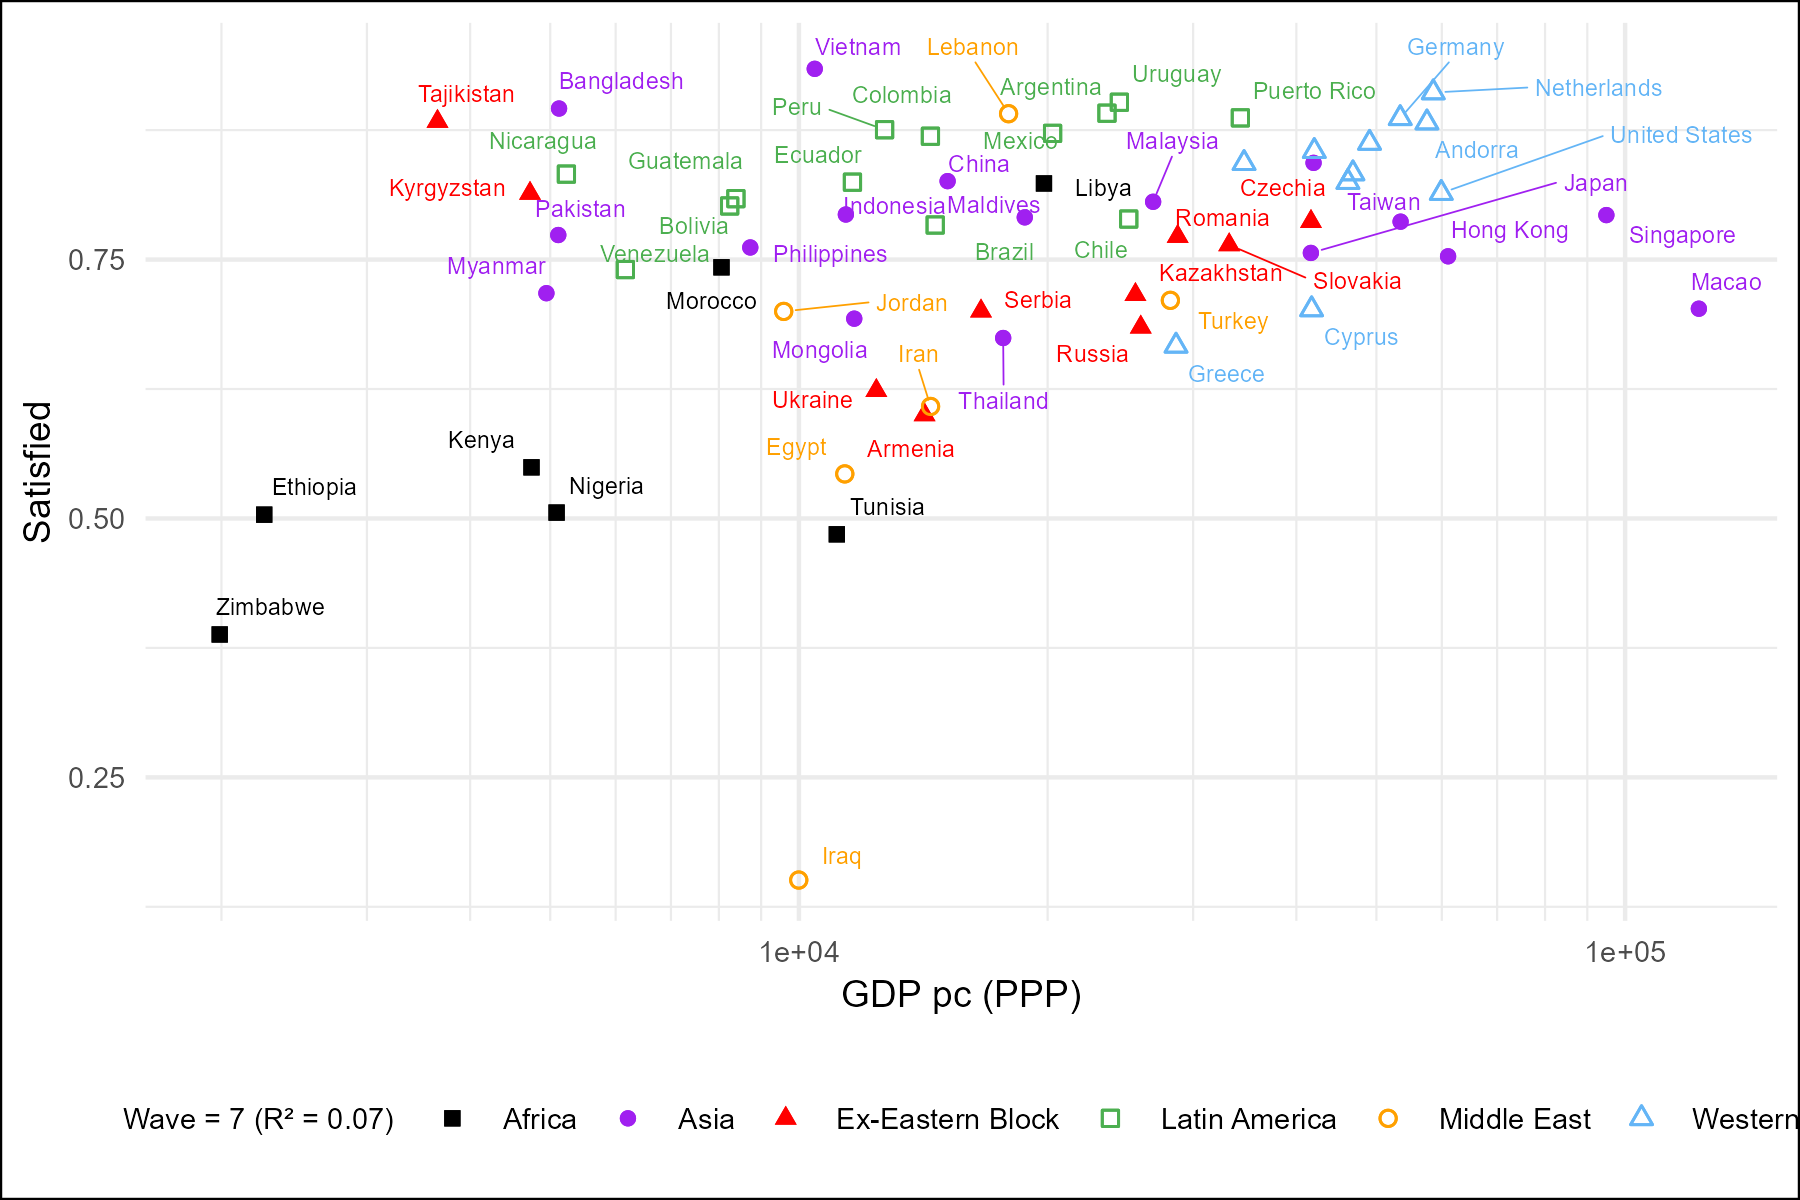 Vietnam
Lebanon
Germany
Bangladesh
Uruguay
Tajikistan
Colombia
Argentina
Puerto Rico
Netherlands
Peru
Nicaragua
Mexico
Malaysia
United States
Guatemala
Ecuador
China
Andorra
Kyrgyzstan
Libya
Czechia
Japan
Pakistan
Indonesia
Maldives
Taiwan
Bolivia
Romania
Hong Kong
Singapore
Venezuela
Philippines
Brazil
Chile
0.75
Myanmar
Kazakhstan
Slovakia
Macao
Morocco
Jordan
Serbia
Turkey
Cyprus
Mongolia
Iran
Russia
Greece
Ukraine
Thailand
Kenya
Egypt
Armenia
Ethiopia
Nigeria
Tunisia
0.50
Zimbabwe
0.25
Iraq
Satisfied
1e+04
1e+05
GDP pc (PPP)
Wave = 7 (R² = 0.07) Africa Asia Ex-Eastern Block Latin America Middle East Western